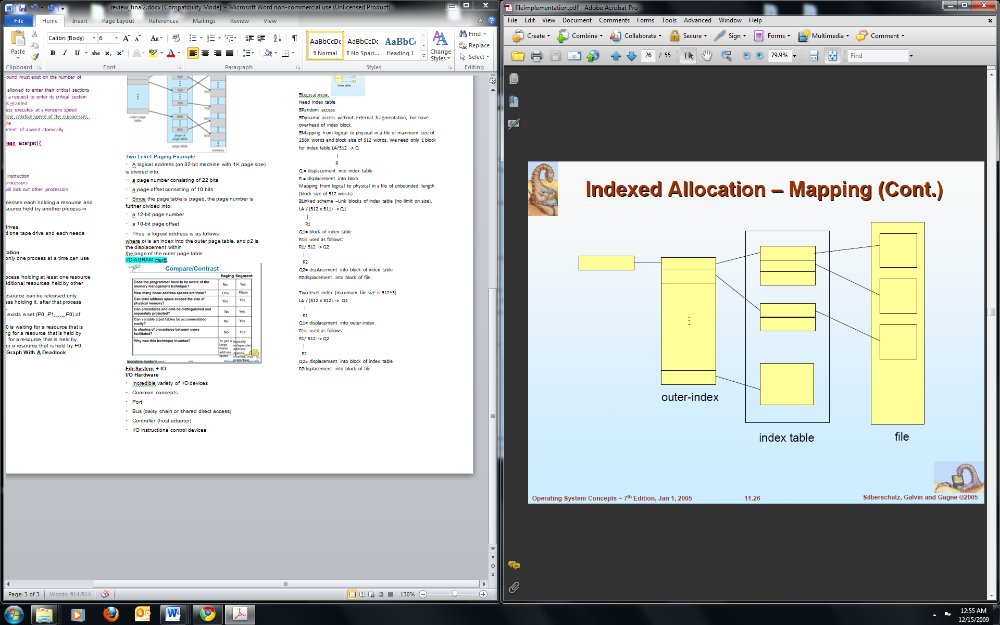 review_final2.docx [Compatibility Mode] - Microsoft Word non-commercial use (Unlicensed Product)
File Home Insert Page Layout References Mailings Review View
Calibri (Body) 6
Paste
Clipboard Font Paragraph Styles Editing
AaBbCcDc AaBbCcDc AaBbC
¶ Normal ¶ No Spaci... Heading 1
Change Styles
Find
Replace
Select
ound must exist on the number of
allowed to enter their critical sections
a request to enter its critical section
is granted.
ess executes at a nonzero speed
ning relative speed of the n processes.
re
ntent of a word atomically
lean &target) {
instruction
rocessors
will lock out other processors
cesses each holding a resource and
source held by another process in
drives.
d one tape drive and each needs
ation
only one process at a time can use
ocess holding at least one resource
ditional resources held by other
esource can be released only
ess holding it, after that process
exists a set {P0, P1, ..., P0} of
0 is waiting for a resource that is
ng for a resource that is held by
for a resource that is held by
or a resource that is held by P0.
Graph With A Deadlock
500
100
708
929
900
outer page table
page of page table
page table
500
708
900
929
memory
Two-Level Paging Example
· A logical address (on 32-bit machine with 1K page size)
is divided into:
· a page number consisting of 22 bits
· a page offset consisting of 10 bits
· Since the page table is paged, the page number is
further divided into:
· a 12-bit page number
· a 10-bit page offset
· Thus, a logical address is as follows:
where pi is an index into the outer page table, and p2 is
the displacement within
the page of the outer page table
//DIAGRAM HerE
Compare/Contrast
Paging Segment
Does the programmer have to be aware of the memory management technique? No Yes
How many linear address spaces are there? One Many
Can total address space exceed the size of physical memory? Yes Yes
Can procedures and data be distinguished and separately protected? No Yes
Can variable sized tables be accommodated easily? No Yes
Is sharing of procedures between users facilitated? No Yes
Why was this technique invented? To get a large linear address space logically independent address spaces, sharing, and protection
FileSystem + IO
I/O Hardware
· Incredible variety of I/O devices
· Common concepts
· Port
· Bus (daisy chain or shared direct access)
· Controller (host adapter)
· I/O instructions control devices
index table
Logical view.
Need index table
Random access
Dynamic access without external fragmentation, but have
overhead of index block.
Mapping from logical to physical in a file of maximum size of
256K words and block size of 512 words. We need only 1 block
for index table.LA/512 -> Q
|
R
Q = displacement into index table
R = displacement into block
Mapping from logical to physical in a file of unbounded length
(block size of 512 words).
Linked scheme –Link blocks of index table (no limit on size).
LA / (512 x 511) -> Q1
|
R1
Q1= block of index table
R1is used as follows:
R1/ 512 -> Q2
|
R2
Q2= displacement into block of index table
R2displacement into block of file:
Two-level index (maximum file size is 512^3)
LA / (512 x 512) -> Q1
|
R1
Q1= displacement into outer-index
R1is used as follows:
R1/ 512 -> Q2
|
R2
Q2= displacement into block of index table
R2displacement into block of file:
Page: 3 of 3 Words: 914/914 130%
fileimplementation.pdf - Adobe Acrobat Pro
File Edit View Document Comments Forms Tools Advanced Window Help
Create Combine Collaborate Secure Sign Forms Multimedia Comment
26 / 55 79.9% Find
Indexed Allocation – Mapping (Cont.)
⋮
outer-index
index table
file
Operating System Concepts – 7th Edition, Jan 1, 2005 11.26 Silberschatz, Galvin and Gagne ©2005
12:55 AM
12/15/2009